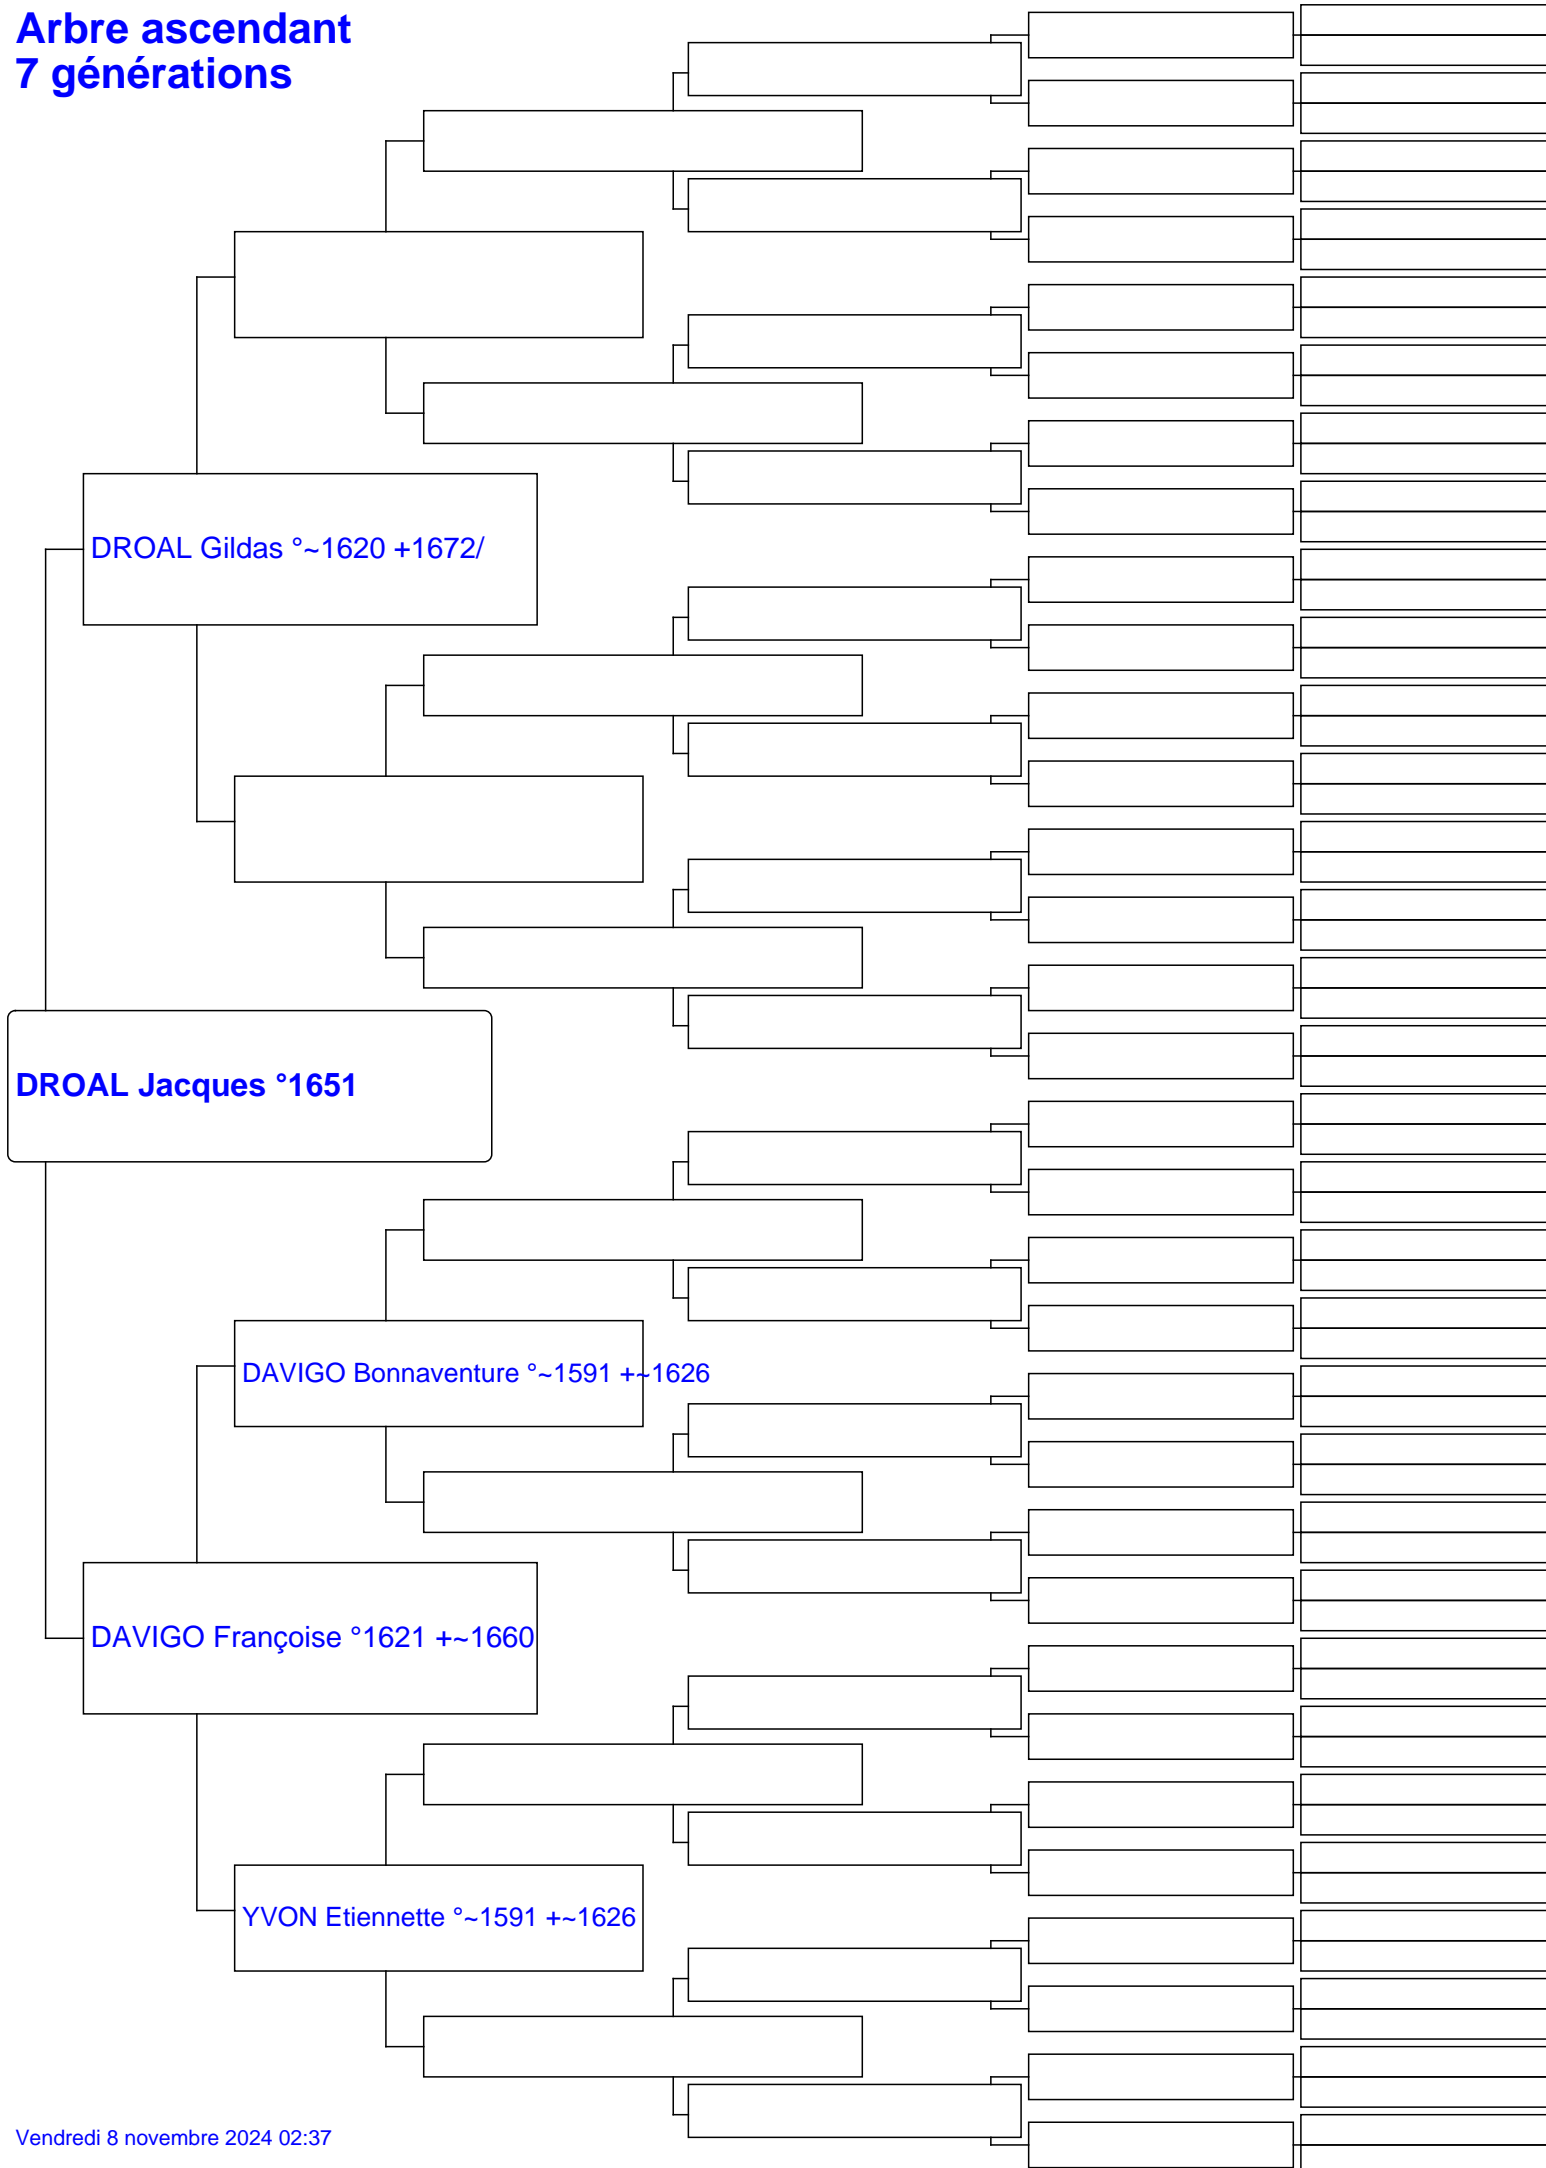 Arbre ascendant
7 générations
DROAL Gildas °~1620 +1672/
DROAL Jacques °1651
DAVIGO Bonnaventure °~1591 +~1626
DAVIGO Françoise °1621 +~1660
YVON Etiennette °~1591 +~1626
Vendredi 8 novembre 2024 02:37